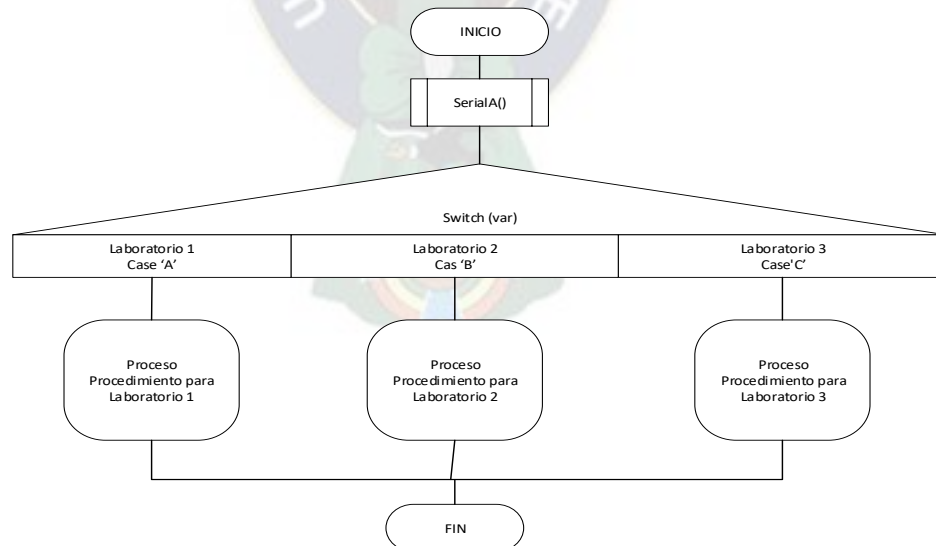 INICIO
SerialA()
Switch (var)
Laboratorio 1
Case ‘A’
Laboratorio 2
Cas ‘B’
Laboratorio 3
Case'C’
Proceso
Procedimiento para
Laboratorio 1
Proceso
Procedimiento para
Laboratorio 2
Proceso
Procedimiento para
Laboratorio 3
FIN